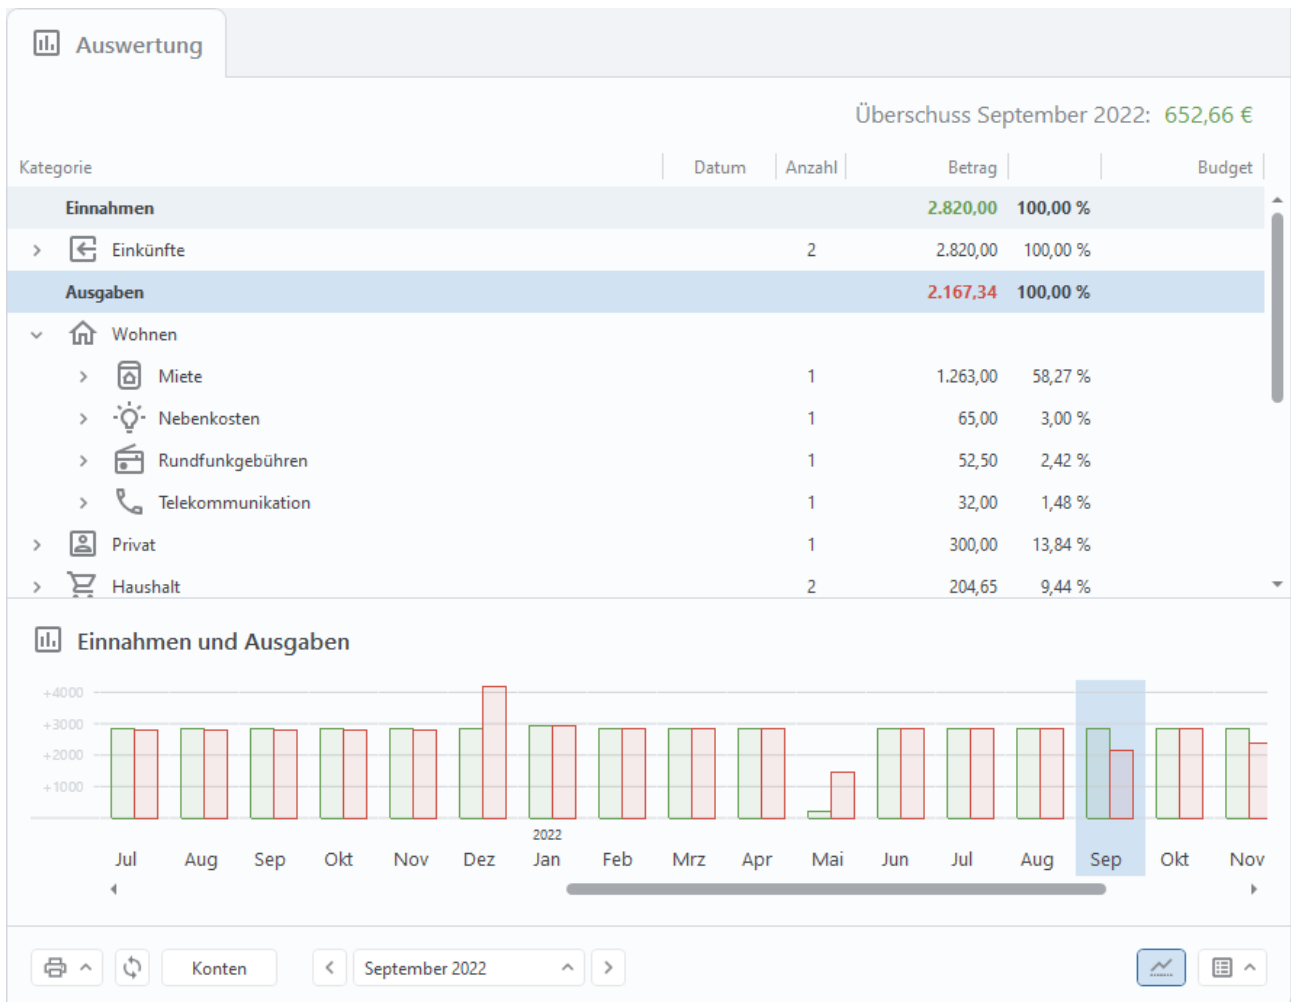 Auswertung
Überschuss September 2022: 652,66 €
Kategorie Datum Anzahl Betrag Budget
Einnahmen 2.820,00 100,00 %
Einkünfte 2 2.820,00 100,00 %
Ausgaben 2.167,34 100,00 %
Wohnen
Miete 1 1.263,00 58,27 %
Nebenkosten 1 65,00 3,00 %
Rundfunkgebühren 1 52,50 2,42 %
Telekommunikation 1 32,00 1,48 %
Privat 1 300,00 13,84 %
Haushalt 2 204,65 9,44 %
Einnahmen und Ausgaben
+4000
+3000
+2000
+1000
2022
Jul Aug Sep Okt Nov Dez Jan Feb Mrz Apr Mai Jun Jul Aug Sep Okt Nov
Konten September 2022